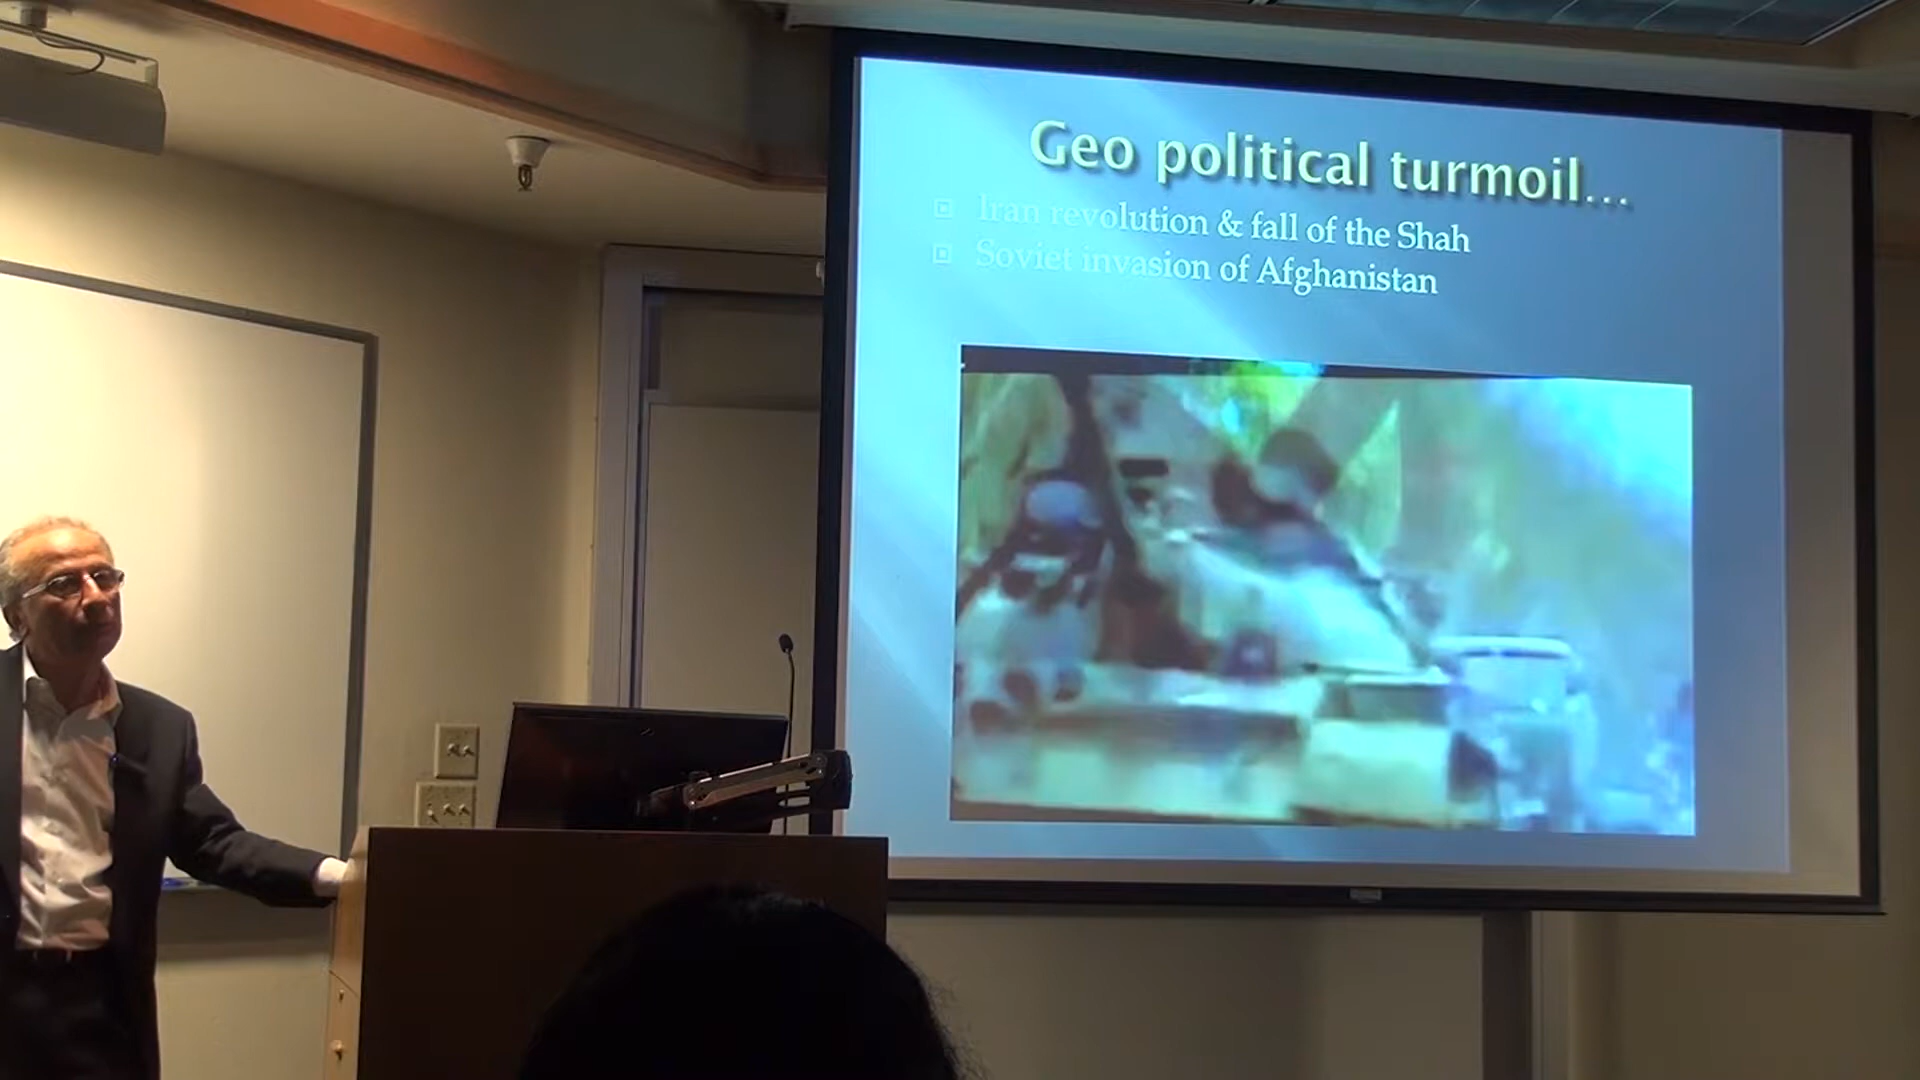 Geo political turmoil...
Iran revolution & fall of the Shah
Soviet invasion of Afghanistan